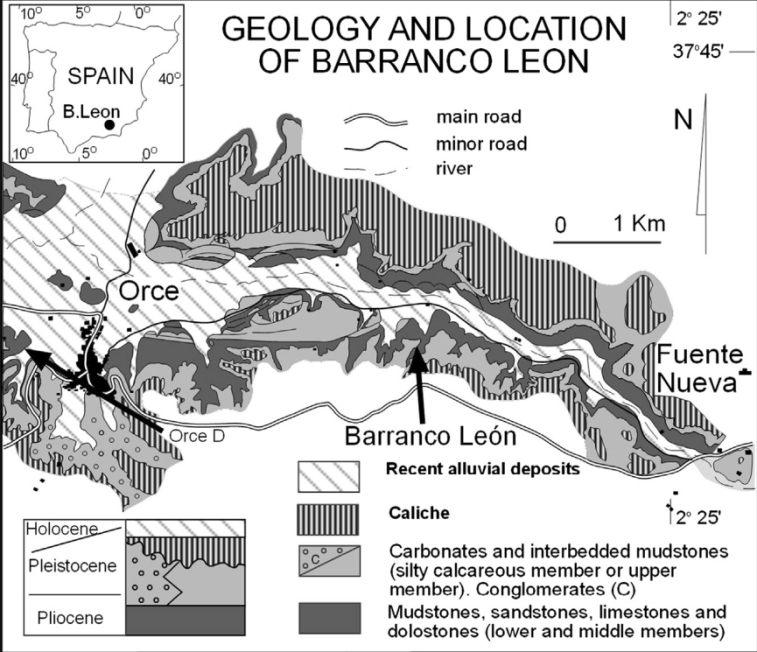 GEOLOGY AND LOCATION
OF BARRANCO LEON
10° 5° 0°
40° SPAIN 40°
B.Leon
10° 5° 0°
2° 25'
37°45'
main road
minor road
river
N
0 1 Km
Orce
Fuente
Nueva
Orce D
Barranco León
Recent alluvial deposits
Caliche
2° 25'
C
Carbonates and interbedded mudstones
(silty calcareous member or upper
member). Conglomerates (C)
Mudstones, sandstones, limestones and
dolostones (lower and middle members)
Holocene
Pleistocene
Pliocene